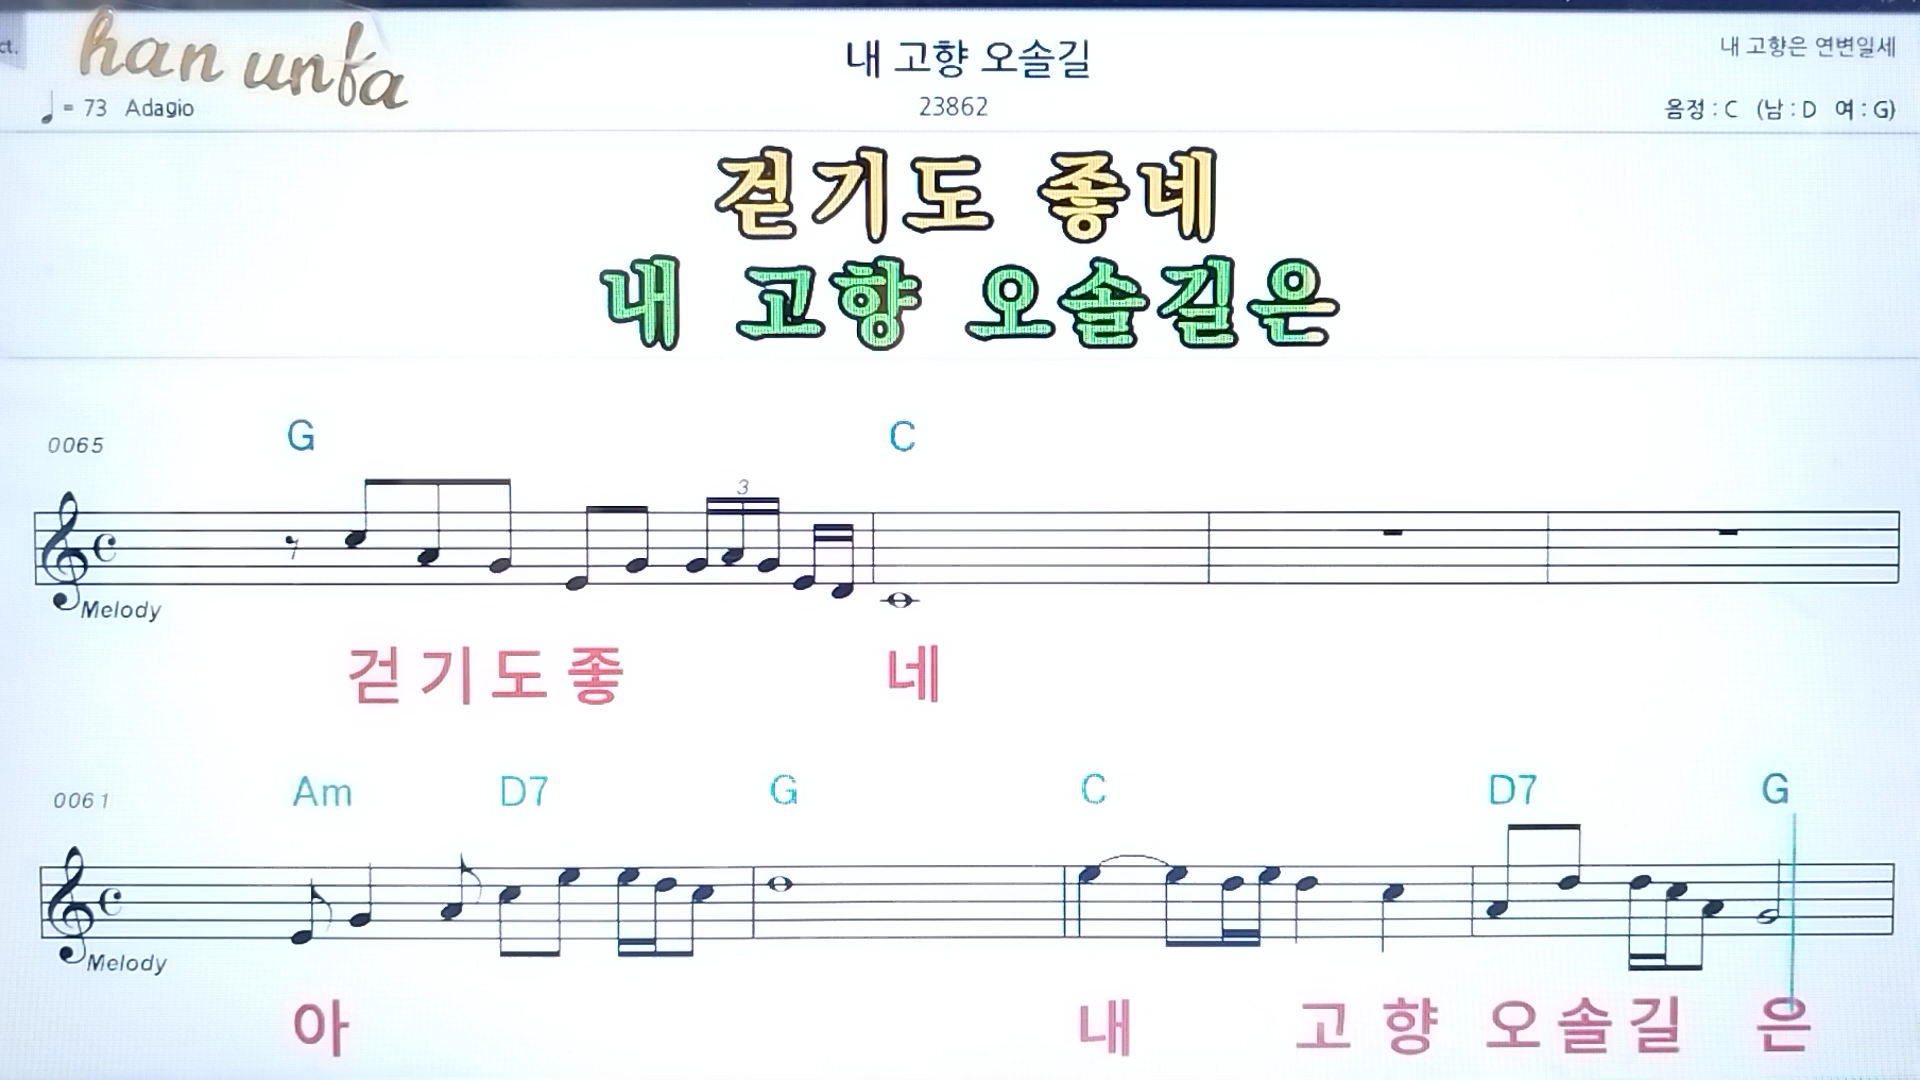 ct.
han unfa
내 고향 오솔길
내 고향은 연변일세
♩= 73 Adagio
23862
음정 : C (남 : D 여 : G)
걷기도 좋네
내 고향 오솔길은
0065
G
C
3
Melody
걷기도좋 네
0061
Am D7 G C D7 G
Melody
아 내 고 향 오솔길 은